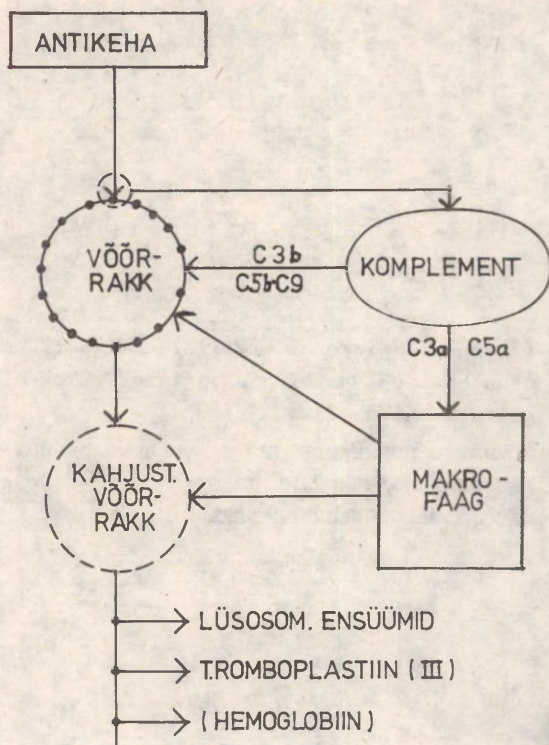 ANTIKEHA
VÕÕR-
RAKK
C3b
C5b-C9
KOMPLEMENT
C3a C5a
KAHJUST.
VÕÕR-
RAKK
MAKRO-
FAAG
LÜSOSOM. ENSÜÜMID
TROMBOPLASTIIN (III)
(HEMOGLOBIIN)